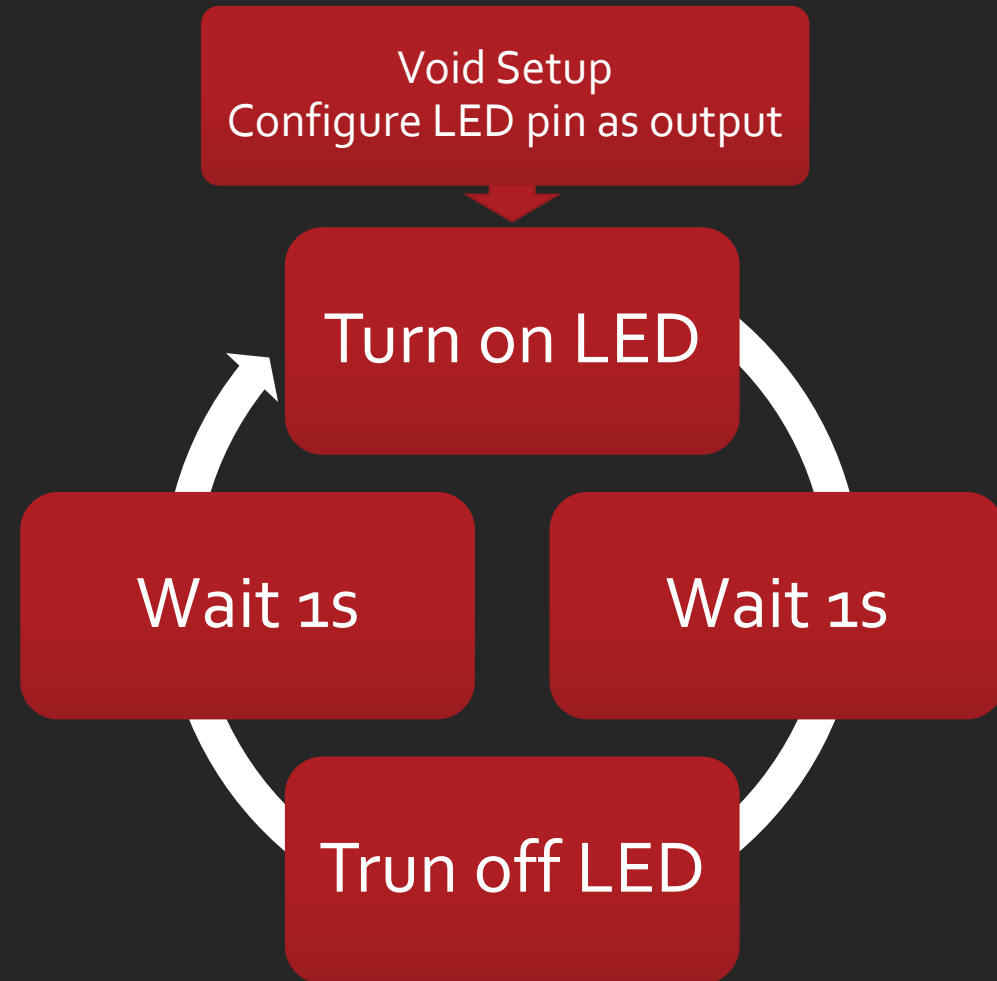 Void Setup
Configure LED pin as output
Turn on LED
Wait 1s
Wait 1s
Trun off LED